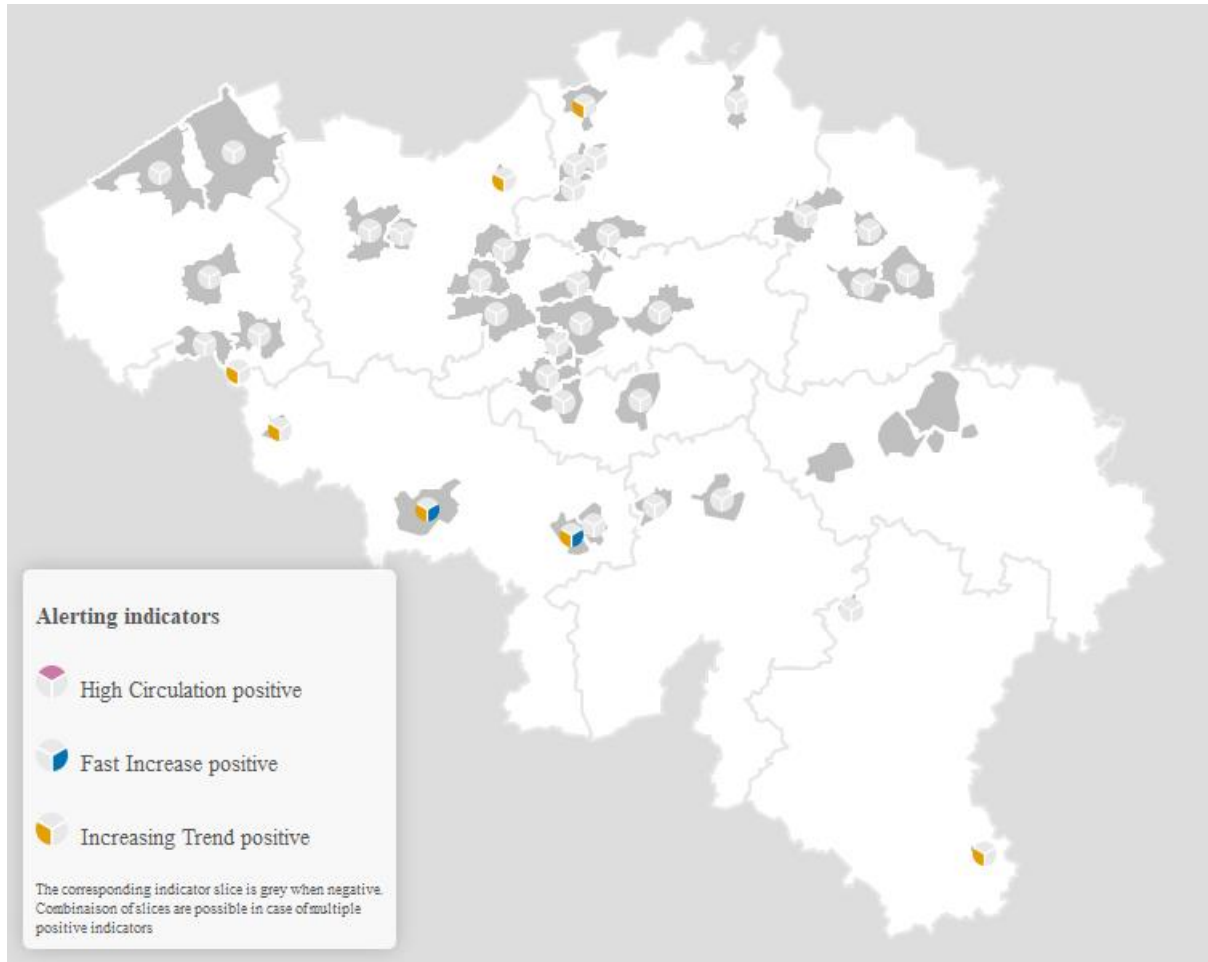 Alerting indicators
High Circulation positive
Fast Increase positive
Increasing Trend positive
The corresponding indicator slice is grey when negative.
Combinaison of slices are possible in case of multiple
positive indicators